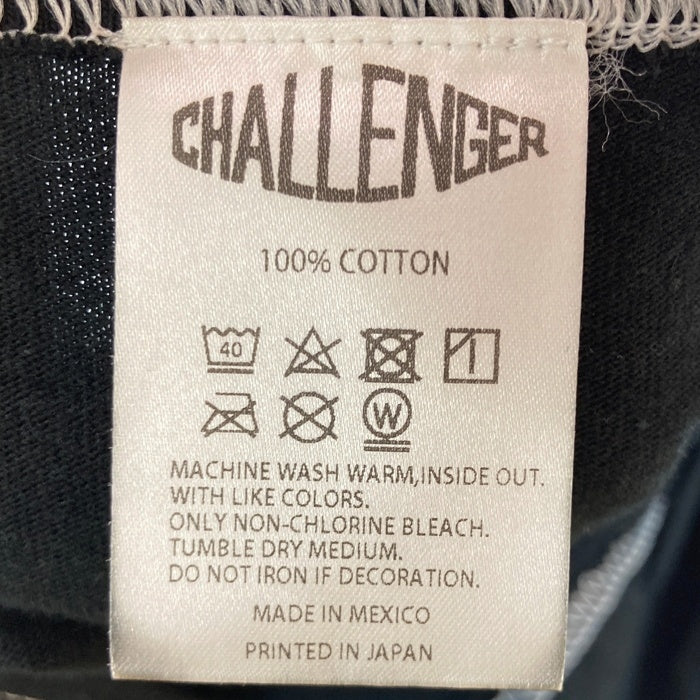 CHALLENGER
100% COTTON
40
W
MACHINE WASH WARM,INSIDE OUT.
WITH LIKE COLORS.
ONLY NON-CHLORINE BLEACH.
TUMBLE DRY MEDIUM.
DO NOT IRON IF DECORATION.
MADE IN MEXICO
PRINTED IN JAPAN